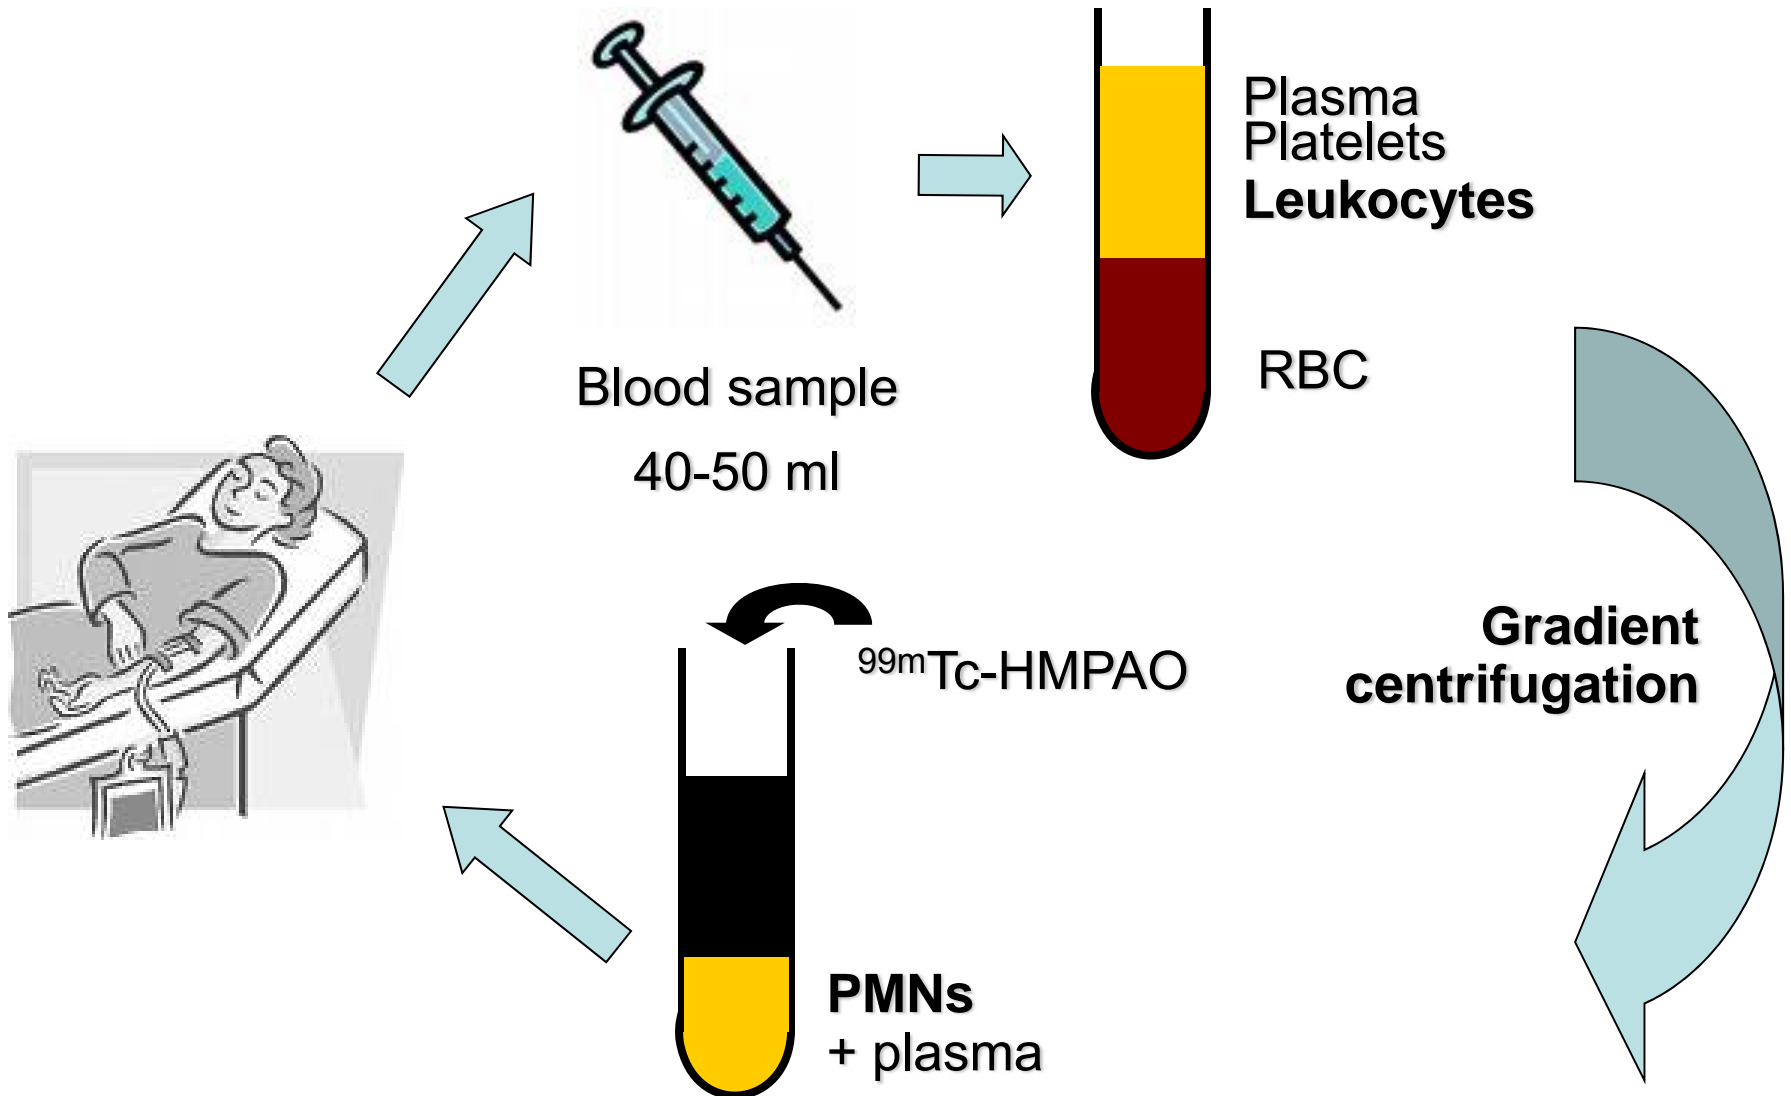 Plasma
Platelets
Leukocytes
RBC
Blood sample
40-50 ml
99mTc-HMPAO
Gradient
centrifugation
PMNs
+ plasma